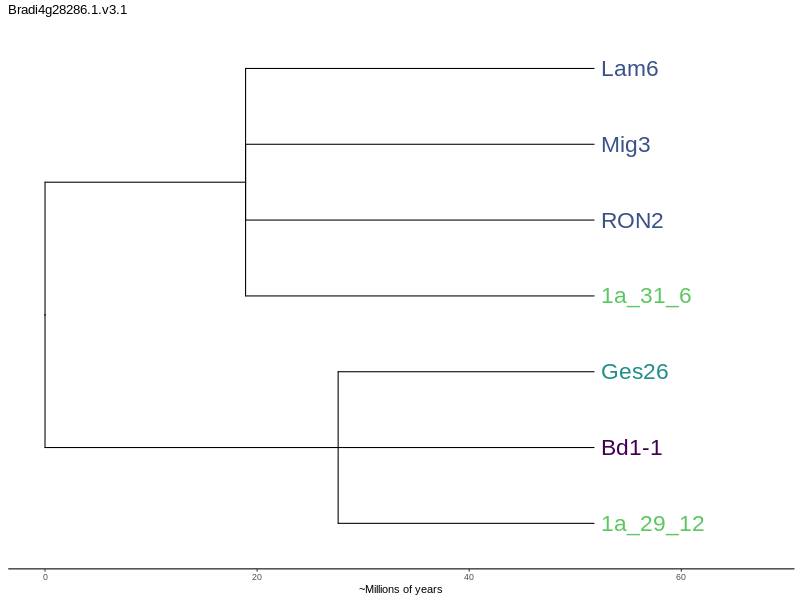 Bradi4g28286.1.v3.1
Lam6
Mig3
RON2
1a_31_6
Ges26
Bd1-1
1a_29_12
0 20 40 60
~Millions of years